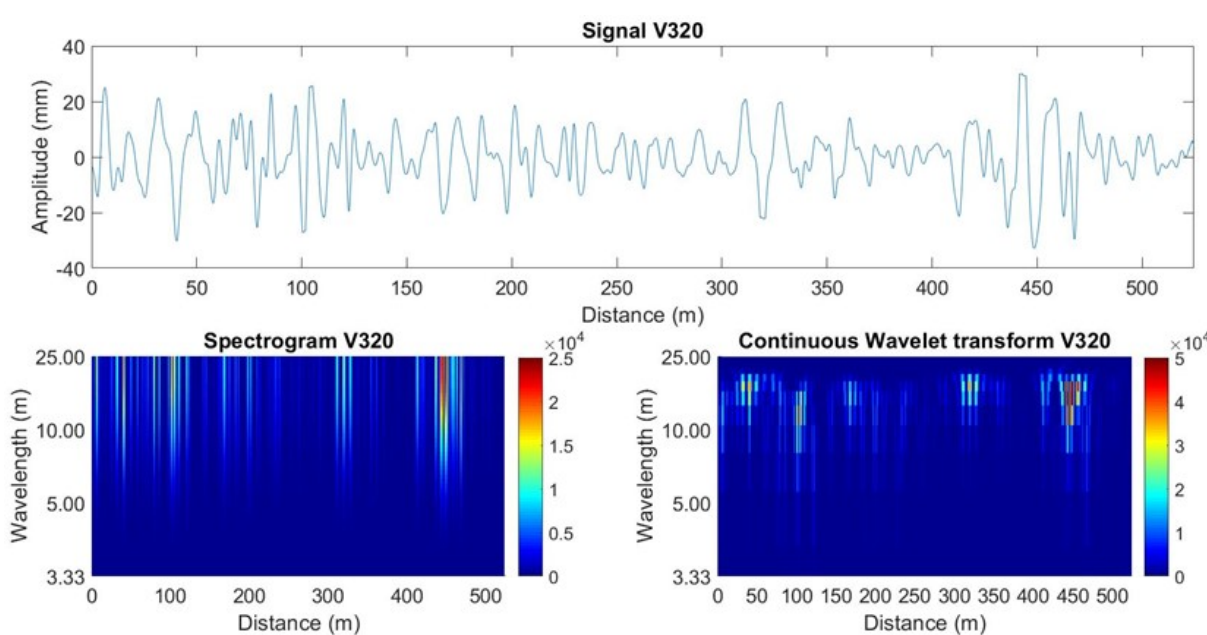 Signal V320
Amplitude (mm)
40
20
0
-20
-40
0 50 100 150 200 250 300 350 400 450 500
Distance (m)
Spectrogram V320
Wavelength (m)
25.00
10.00
5.00
3.33
0 100 200 300 400 500
Distance (m)
×10⁴
2.5
2
1.5
1
0.5
0
Continuous Wavelet transform V320
Wavelength (m)
25.00
10.00
5.00
3.33
0 50 100 150 200 250 300 350 400 450 500
Distance (m)
×10⁴
5
4
3
2
1
0